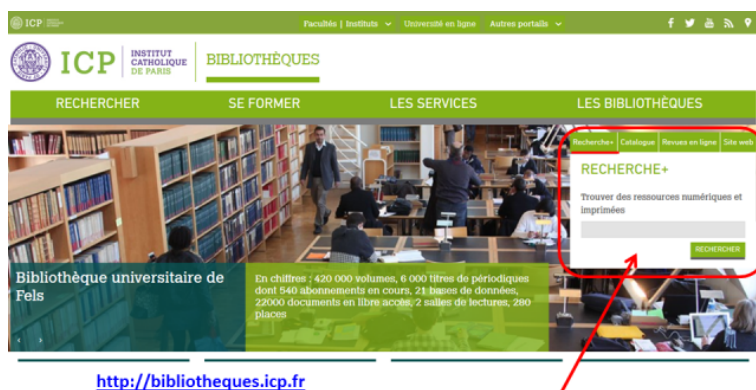 ICP
Facultés | Instituts
Université en ligne
Autres portails
ICP
INSTITUT
CATHOLIQUE
DE PARIS
BIBLIOTHÈQUES
RECHERCHER
SE FORMER
LES SERVICES
LES BIBLIOTHÈQUES
Recherche+
Catalogue
Revues en ligne
Site web
RECHERCHE+
Trouver des ressources numériques et
imprimées
RECHERCHER
Bibliothèque universitaire de
Fels
En chiffres : 420 000 volumes, 6 000 titres de périodiques
dont 540 abonnements en cours, 21 bases de données,
22000 documents en libre accès, 2 salles de lectures, 280
places
http://bibliotheques.icp.fr